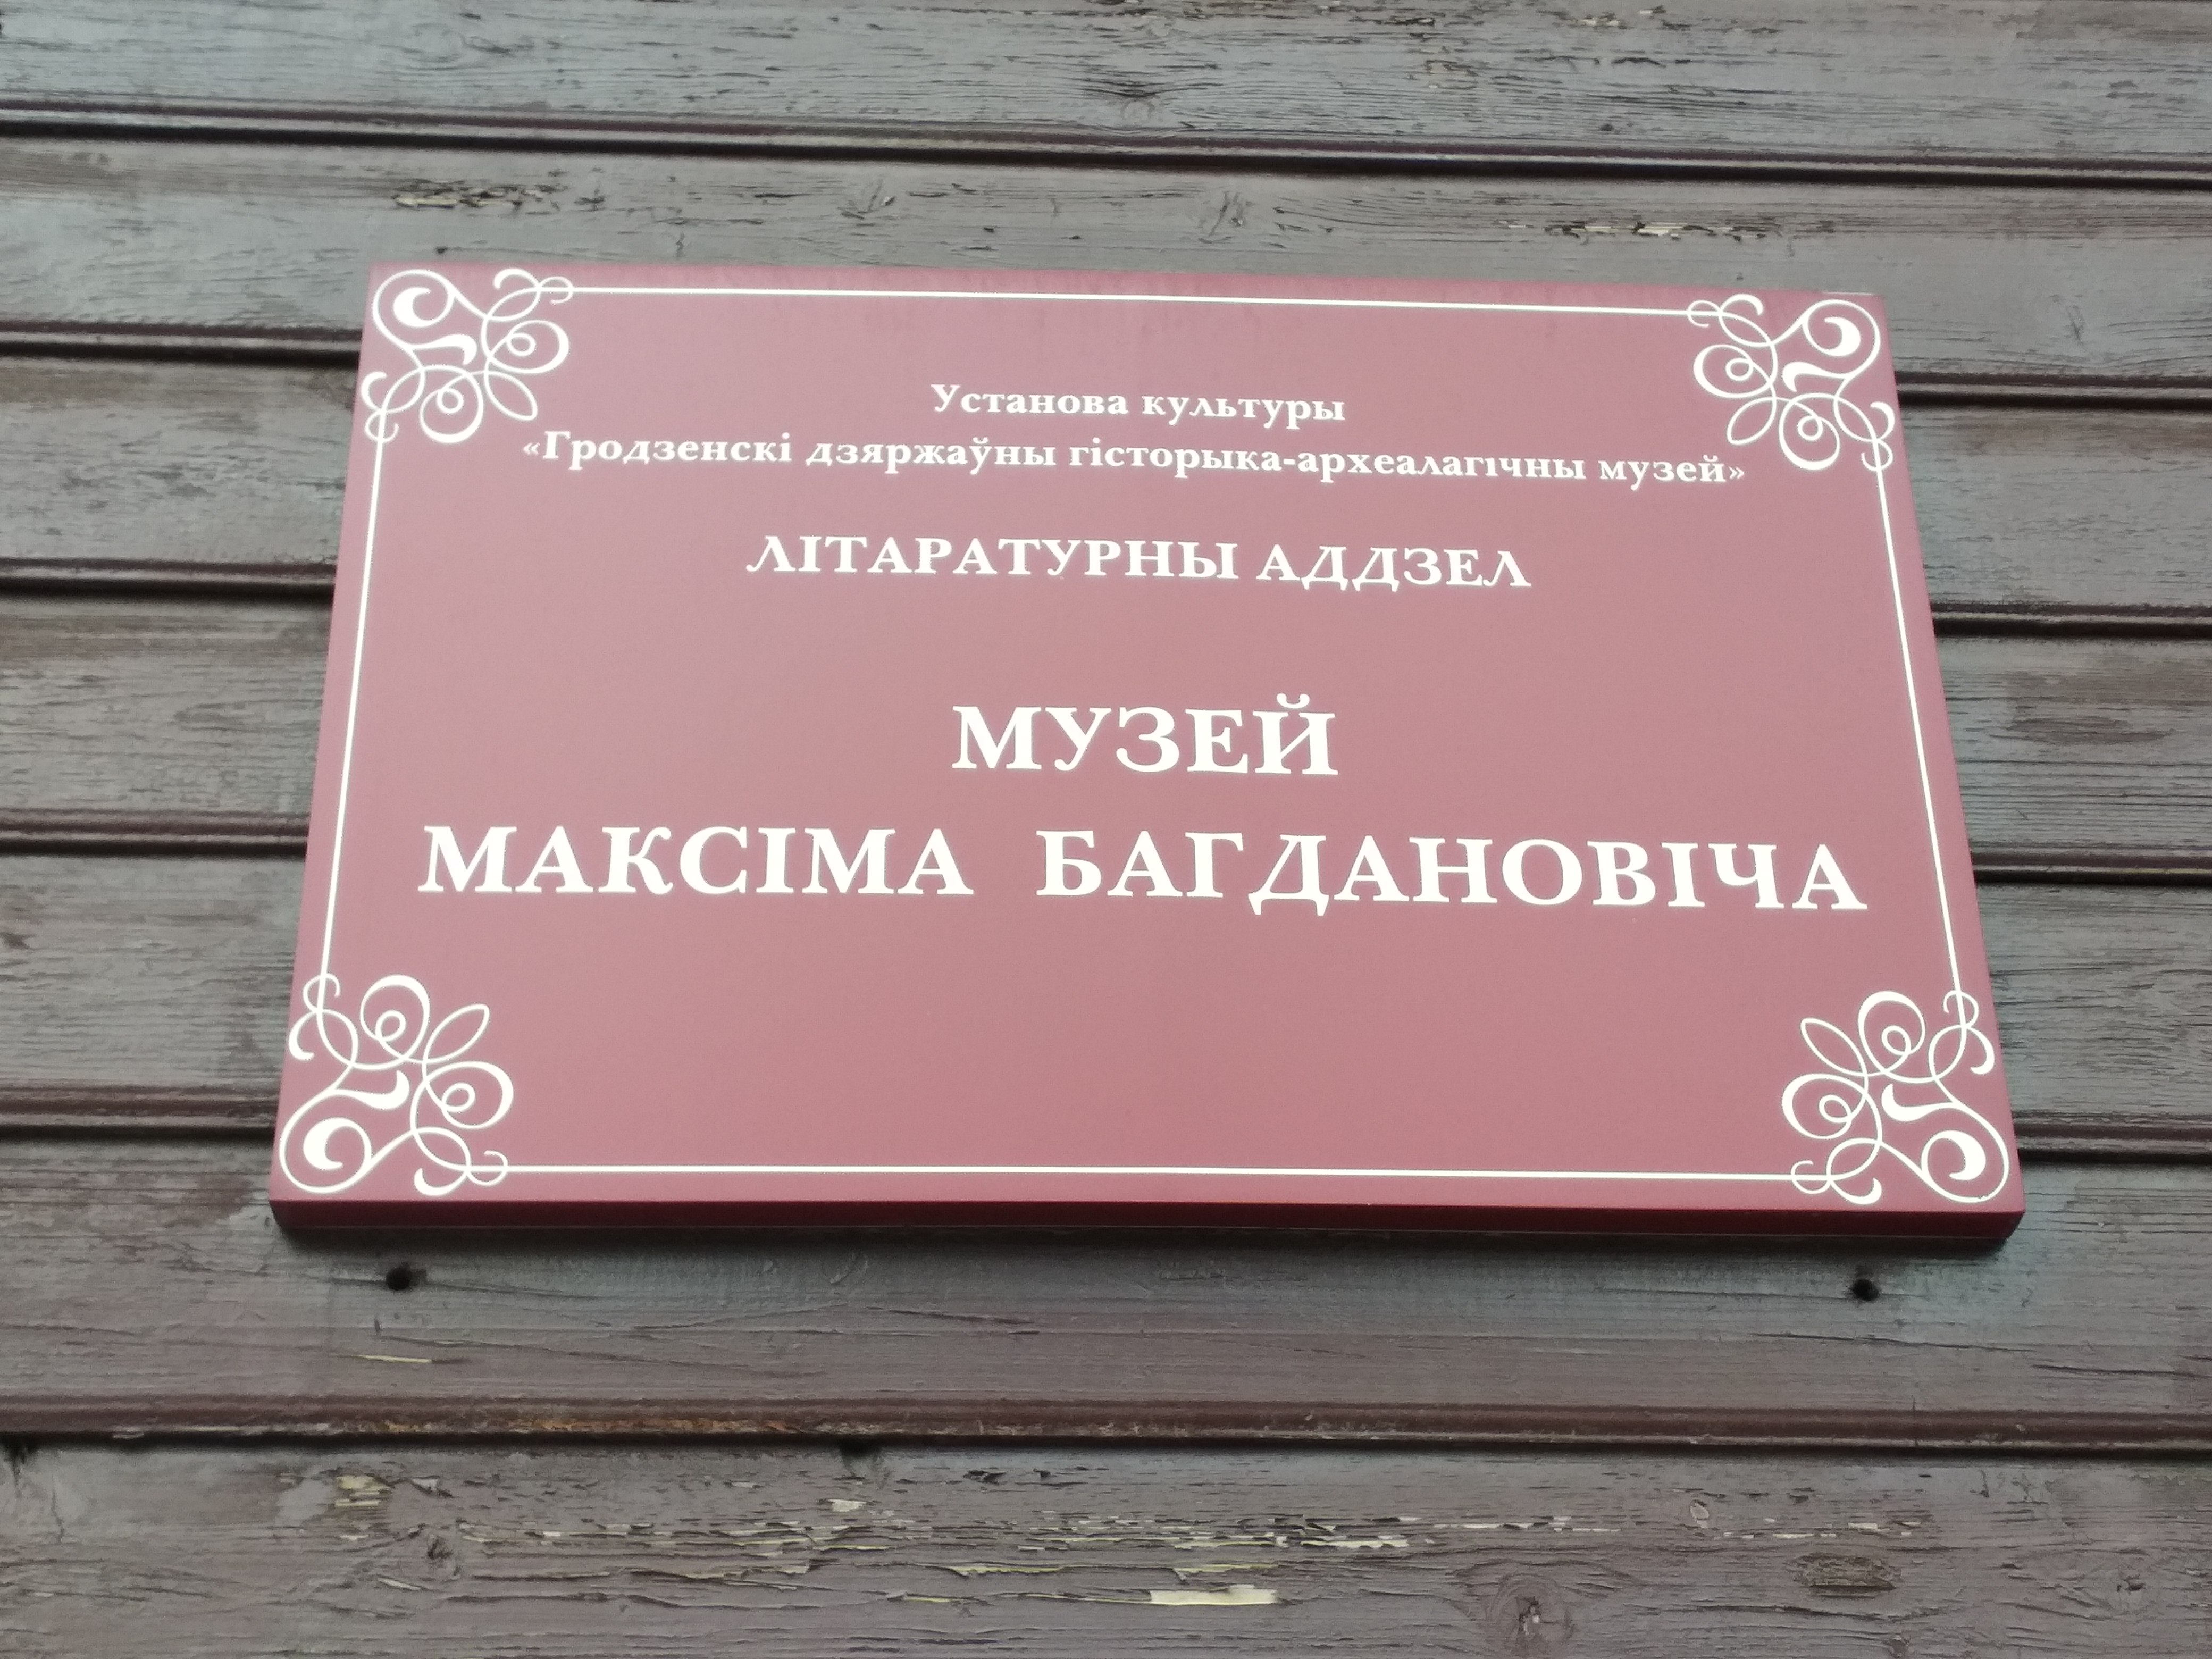 Установа культуры
«Гродзенскі дзяржаўны гісторыка-археалагічны музей»
ЛІТАРАТУРНЫ АДДЗЕЛ
МУЗЕЙ
МАКСІМА БАГДАНОВІЧА